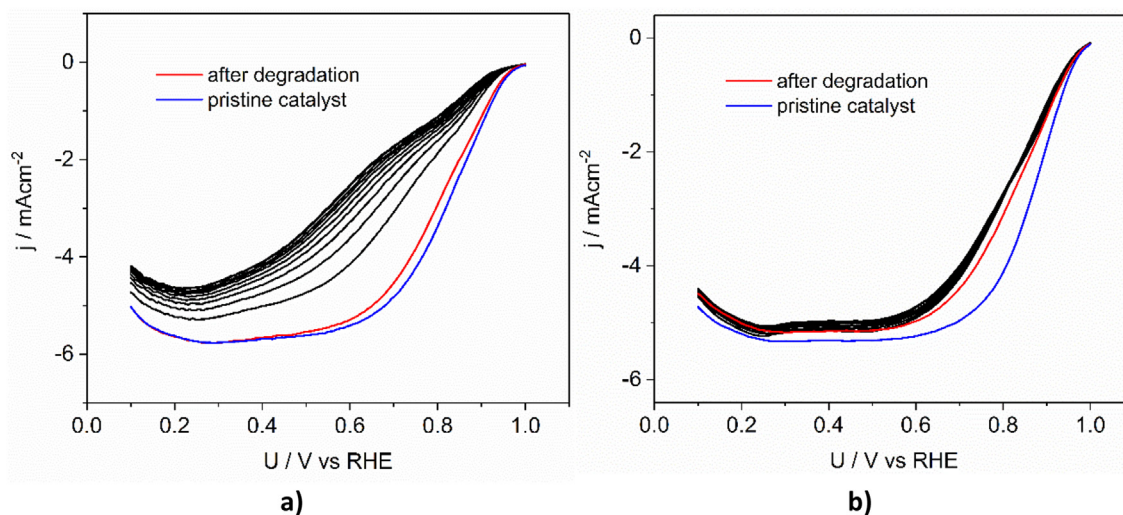 after degradation
pristine catalyst
j / mAcm⁻²
0
-2
-4
-6
0.0 0.2 0.4 0.6 0.8 1.0
U / V vs RHE
a)
after degradation
pristine catalyst
j / mAcm⁻²
0
-2
-4
-6
0.0 0.2 0.4 0.6 0.8 1.0
U / V vs RHE
b)